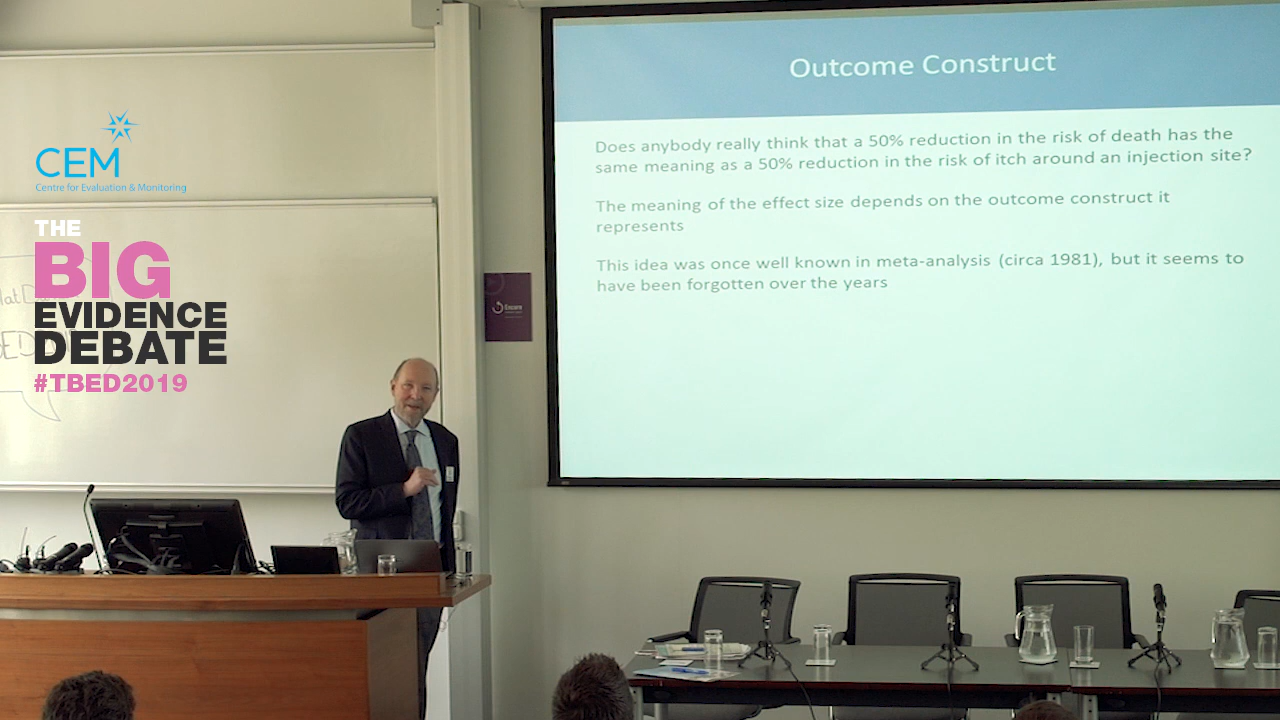 CEM
Centre for Evaluation & Monitoring
THE
BIG
EVIDENCE
DEBATE
#TBED2019
Outcome Construct
Does anybody really think that a 50% reduction in the risk of death has the
same meaning as a 50% reduction in the risk of itch around an injection site?
The meaning of the effect size depends on the outcome construct it
represents
This idea was once well known in meta-analysis (circa 1981), but it seems to
have been forgotten over the years